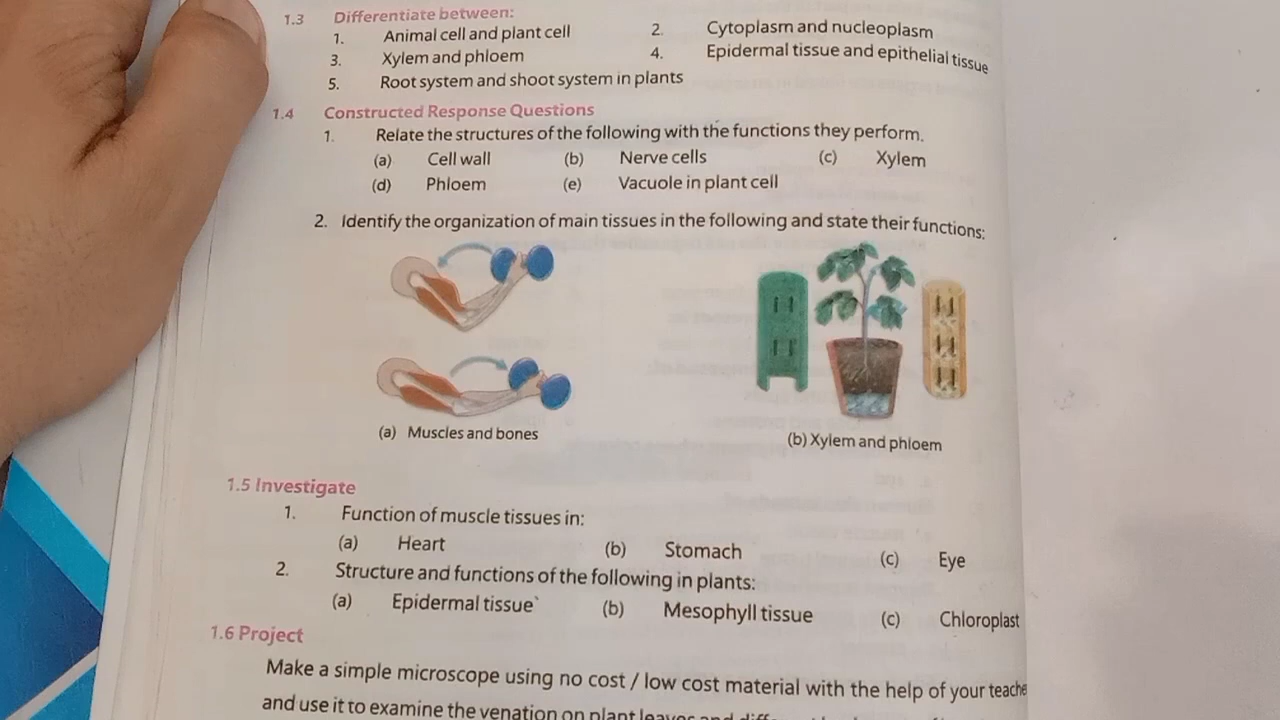 1.3 Differentiate between:
1. Animal cell and plant cell 2. Cytoplasm and nucleoplasm
3. Xylem and phloem 4. Epidermal tissue and epithelial tissue
5. Root system and shoot system in plants
1.4 Constructed Response Questions
1. Relate the structures of the following with the functions they perform.
(a) Cell wall (b) Nerve cells (c) Xylem
(d) Phloem (e) Vacuole in plant cell
2. Identify the organization of main tissues in the following and state their functions:
(a) Muscles and bones (b) Xylem and phloem
1.5 Investigate
1. Function of muscle tissues in:
(a) Heart (b) Stomach (c) Eye
2. Structure and functions of the following in plants:
(a) Epidermal tissue (b) Mesophyll tissue (c) Chloroplast
1.6 Project
Make a simple microscope using no cost / low cost material with the help of your teache
and use it to examine the venation on plant leaves and